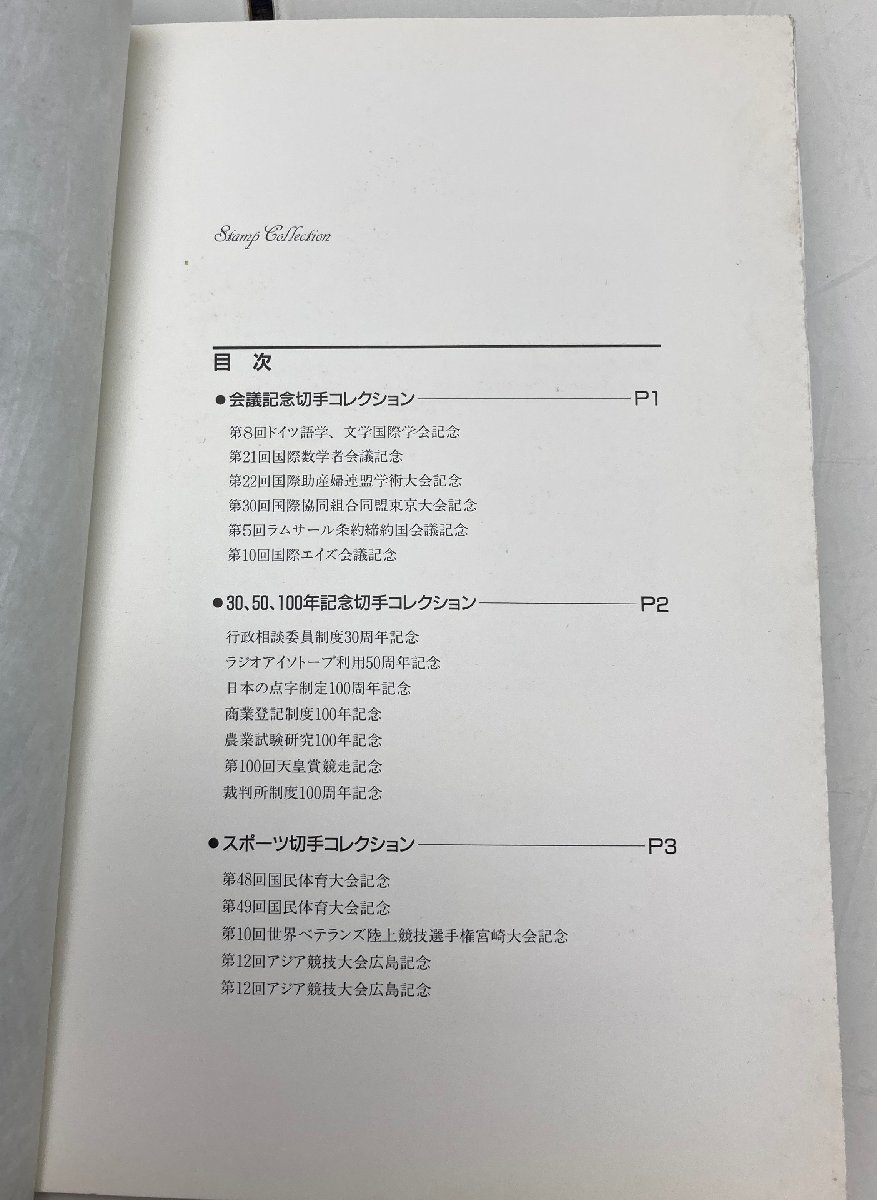 Stamp Collection
目 次
●会議記念切手コレクション P1
第8回ドイツ語学、文学国際学会記念
第21回国際数学者会議記念
第22回国際助産婦連盟学術大会記念
第30回国際協同組合同盟東京大会記念
第5回ラムサール条約締約国会議記念
第10回国際エイズ会議記念
●30、50、100年記念切手コレクション P2
行政相談委員制度30周年記念
ラジオアイソトープ利用50周年記念
日本の点字制定100周年記念
商業登記制度100年記念
農業試験研究100年記念
第100回天皇賞競走記念
裁判所制度100周年記念
●スポーツ切手コレクション P3
第48回国民体育大会記念
第49回国民体育大会記念
第10回世界ベテランズ陸上競技選手権宮崎大会記念
第12回アジア競技大会広島記念
第12回アジア競技大会広島記念